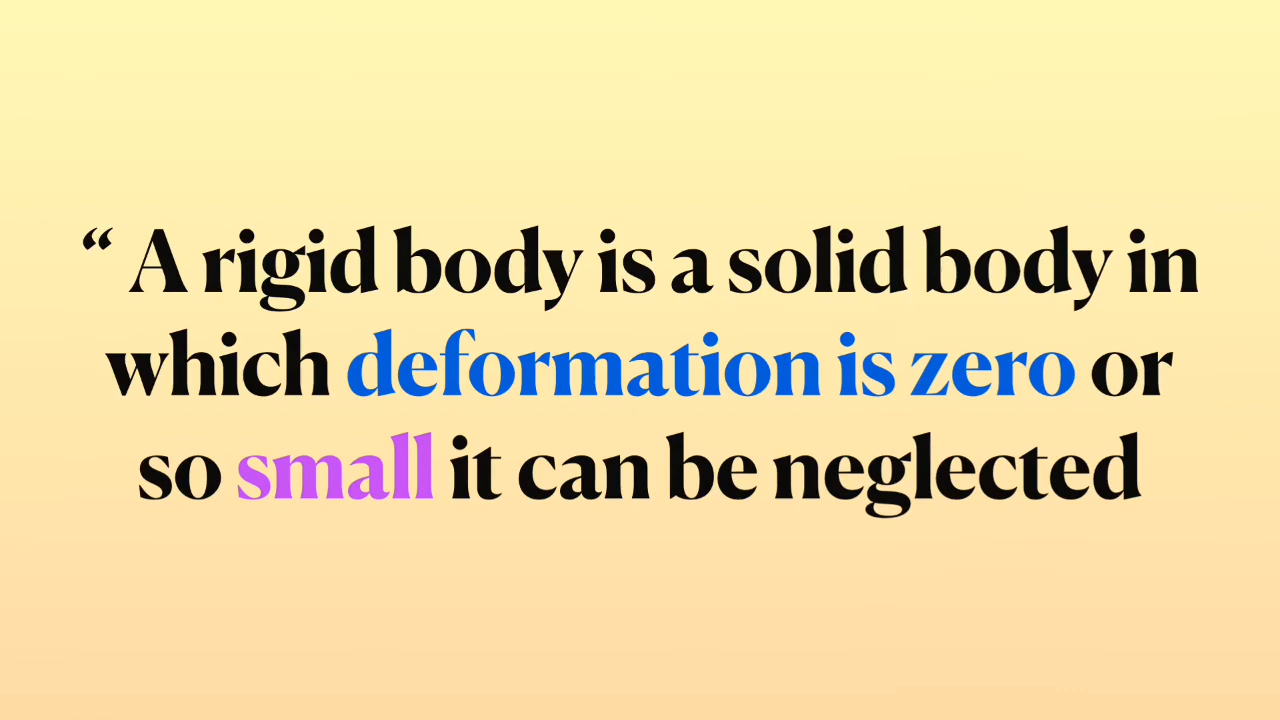 “ A rigid body is a solid body in
which deformation is zero or
so small it can be neglected